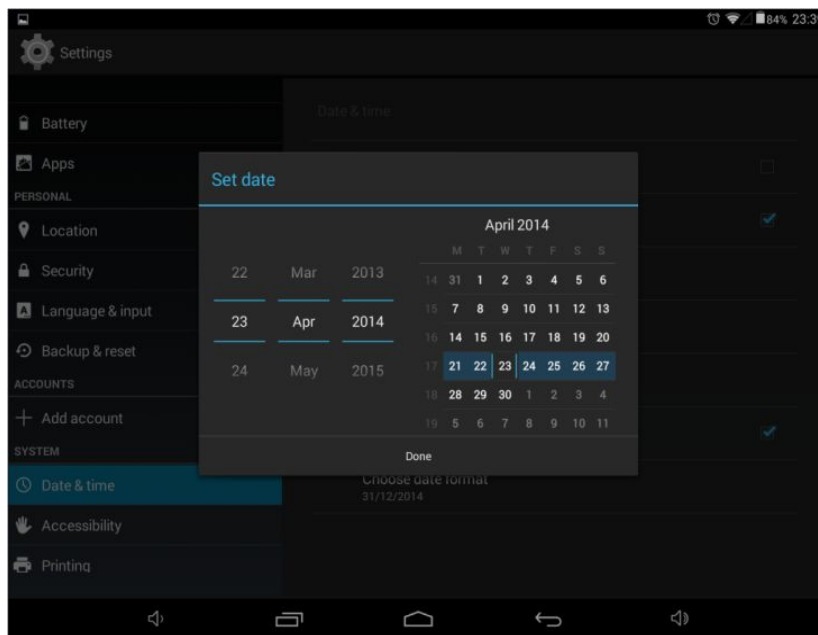 84% 23:3
Settings
Date & time
Battery
Apps
PERSONAL
Location
Security
Language & input
Backup & reset
ACCOUNTS
Add account
SYSTEM
Date & time
Accessibility
Printing
Set date
22 Mar 2013
23 Apr 2014
24 May 2015
April 2014
M T W T F S S
14 31 1 2 3 4 5 6
15 7 8 9 10 11 12 13
16 14 15 16 17 18 19 20
17 21 22 23 24 25 26 27
18 28 29 30 1 2 3 4
19 5 6 7 8 9 10 11
Done
Choose date format
31/12/2014